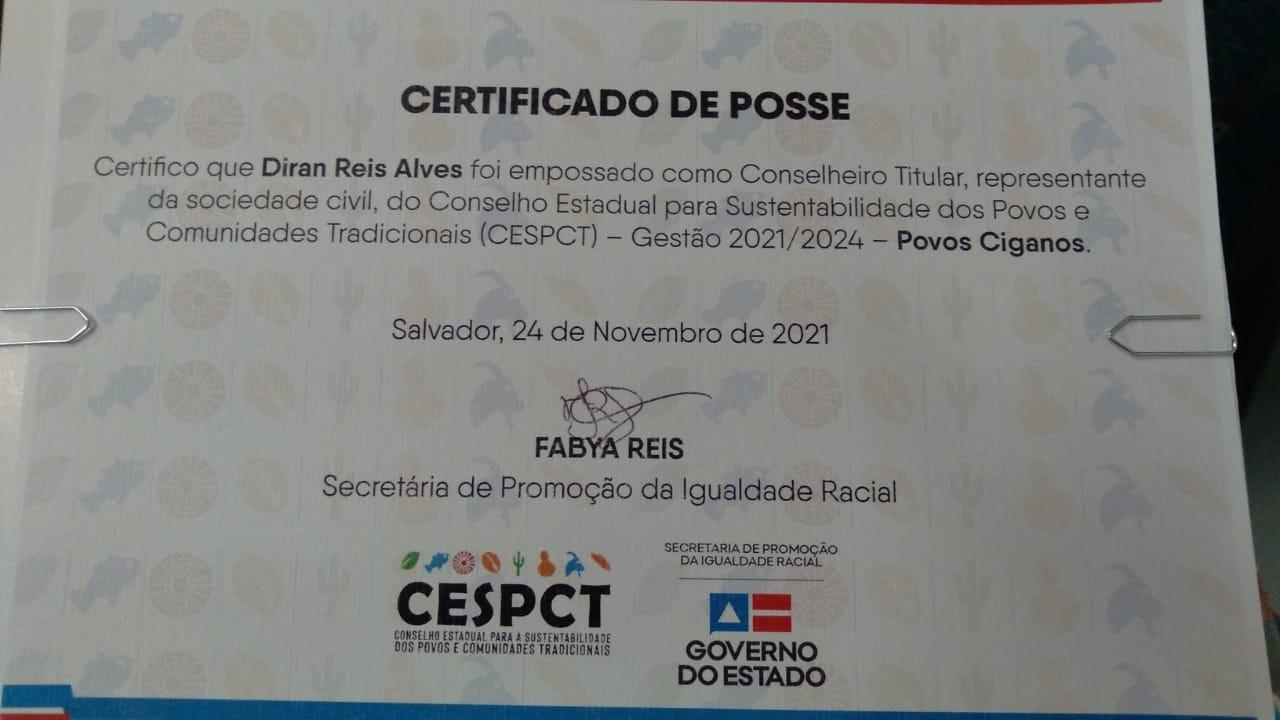 CERTIFICADO DE POSSE
Certifico que Diran Reis Alves foi empossado como Conselheiro Titular, representante
da sociedade civil, do Conselho Estadual para Sustentabilidade dos Povos e
Comunidades Tradicionais (CESPCT) – Gestão 2021/2024 – Povos Ciganos.
Salvador, 24 de Novembro de 2021
FABYA REIS
Secretária de Promoção da Igualdade Racial
CESPCT
CONSELHO ESTADUAL PARA A SUSTENTABILIDADE
DOS POVOS E COMUNIDADES TRADICIONAIS
SECRETARIA DE PROMOÇÃO
DA IGUALDADE RACIAL
GOVERNO
DO ESTADO